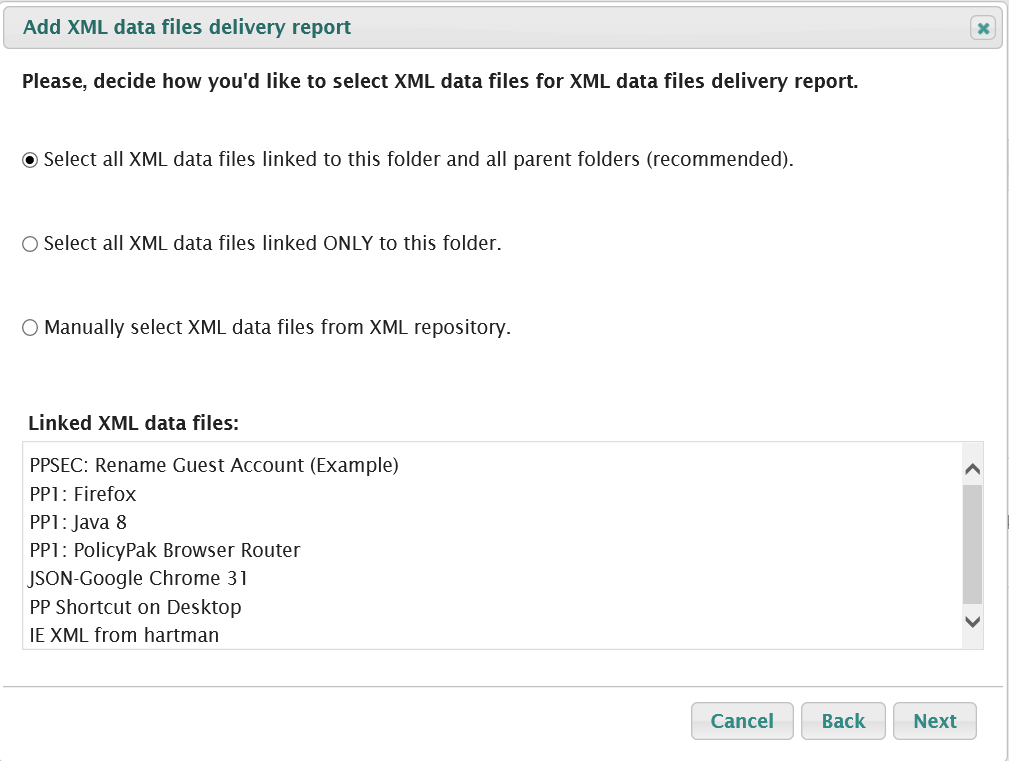 Add XML data files delivery report
Please, decide how you'd like to select XML data files for XML data files delivery report.
Select all XML data files linked to this folder and all parent folders (recommended).
Select all XML data files linked ONLY to this folder.
Manually select XML data files from XML repository.
Linked XML data files:
PPSEC: Rename Guest Account (Example)
PP1: Firefox
PP1: Java 8
PP1: PolicyPak Browser Router
JSON-Google Chrome 31
PP Shortcut on Desktop
IE XML from hartman
Cancel Back Next